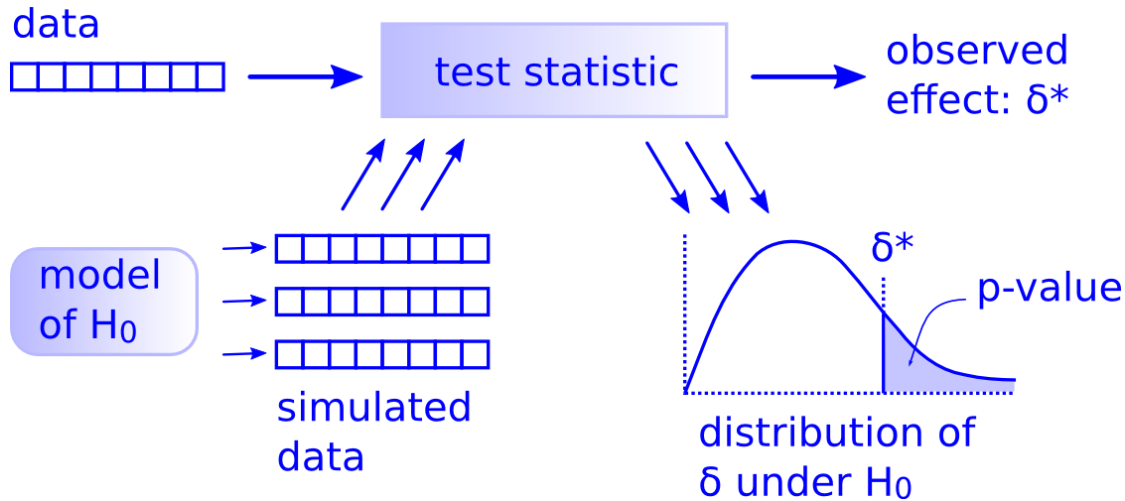 data
test statistic
observed
effect: δ*
model
of H₀
simulated
data
δ*
p-value
distribution of
δ under H₀